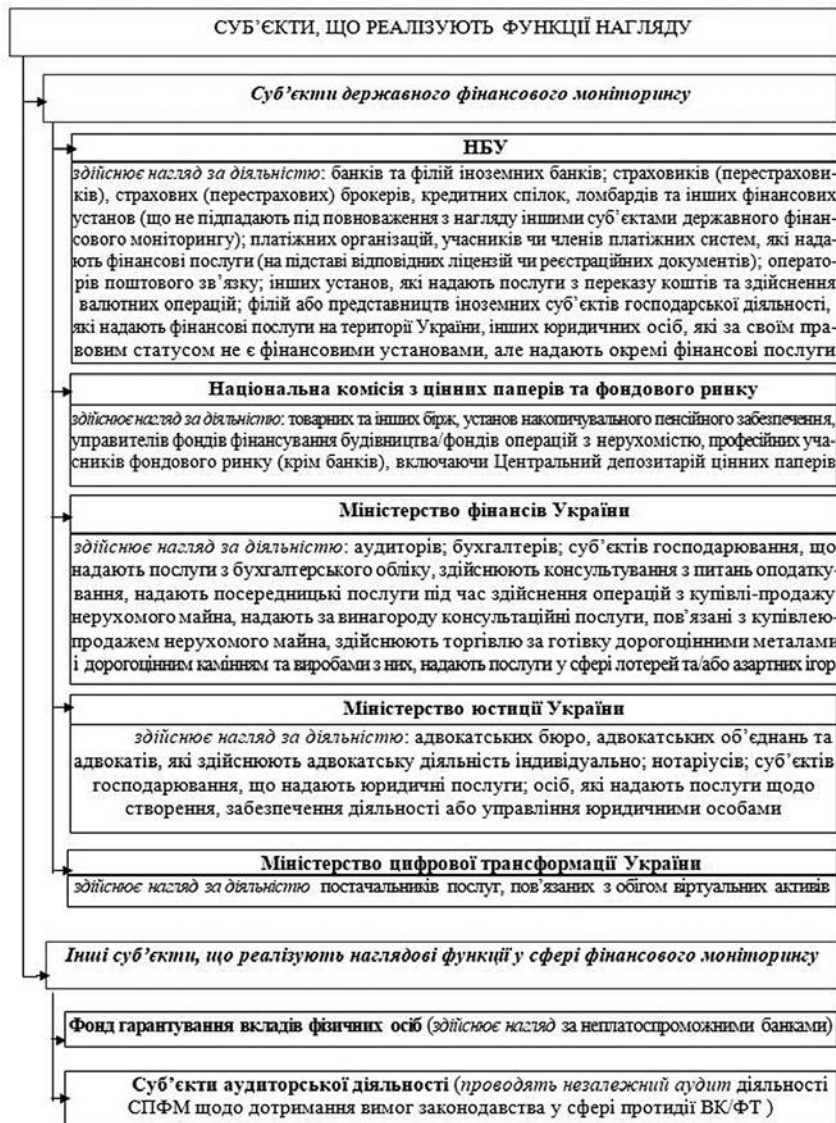 СУБ’ЄКТИ, ЩО РЕАЛІЗУЮТЬ ФУНКЦІЇ НАГЛЯДУ
Суб’єкти державного фінансового моніторингу
НБУ
здійснює нагляд за діяльністю: банків та філій іноземних банків; страховиків (перестрахови-
ків), страхових (перестрахових) брокерів, кредитних спілок, ломбардів та інших фінансових
установ (що не підпадають під повноваження з нагляду іншими суб’єктами державного фінан-
сового моніторингу); платіжних організацій, учасників чи членів платіжних систем, які нада-
ють фінансові послуги (на підставі відповідних ліцензій чи реєстраційних документів); операто-
рів поштового зв’язку; інших установ, які надають послуги з переказу коштів та здійснення
валютних операцій; філій або представництв іноземних суб’єктів господарської діяльності,
які надають фінансові послуги на території України, інших юридичних осіб, які за своїм пра-
вовим статусом не є фінансовими установами, але надають окремі фінансові послуги
Національна комісія з цінних паперів та фондового ринку
здійснює нагляд за діяльністю: товарних та інших бірж, установ накопичувального пенсійного забезпечення,
управителів фондів фінансування будівництва/фондів операцій з нерухомістю, професійних уча-
сників фондового ринку (крім банків), включаючи Центральний депозитарій цінних паперів
Міністерство фінансів України
здійснює нагляд за діяльністю: аудиторів; бухгалтерів; суб’єктів господарювання, що
надають послуги з бухгалтерського обліку, здійснюють консультування з питань оподатку-
вання, надають посередницькі послуги під час здійснення операцій з купівлі-продажу
нерухомого майна, надають за винагороду консультаційні послуги, пов’язані з купівлею-
продажем нерухомого майна, здійснюють торгівлю за готівку дорогоцінними металами
і дорогоцінним камінням та виробами з них, надають послуги у сфері лотерей та/або азартних ігор
Міністерство юстиції України
здійснює нагляд за діяльністю: адвокатських бюро, адвокатських об’єднань та
адвокатів, які здійснюють адвокатську діяльність індивідуально; нотаріусів; суб’єктів
господарювання, що надають юридичні послуги; осіб, які надають послуги щодо
створення, забезпечення діяльності або управління юридичними особами
Міністерство цифрової трансформації України
здійснює нагляд за діяльністю постачальників послуг, пов’язаних з обігом віртуальних активів
Інші суб’єкти, що реалізують наглядові функції у сфері фінансового моніторингу
Фонд гарантування вкладів фізичних осіб (здійснює нагляд за неплатоспроможними банками)
Суб’єкти аудиторської діяльності (проводять незалежний аудит діяльності
СПФМ щодо дотримання вимог законодавства у сфері протидії ВК/ФТ )